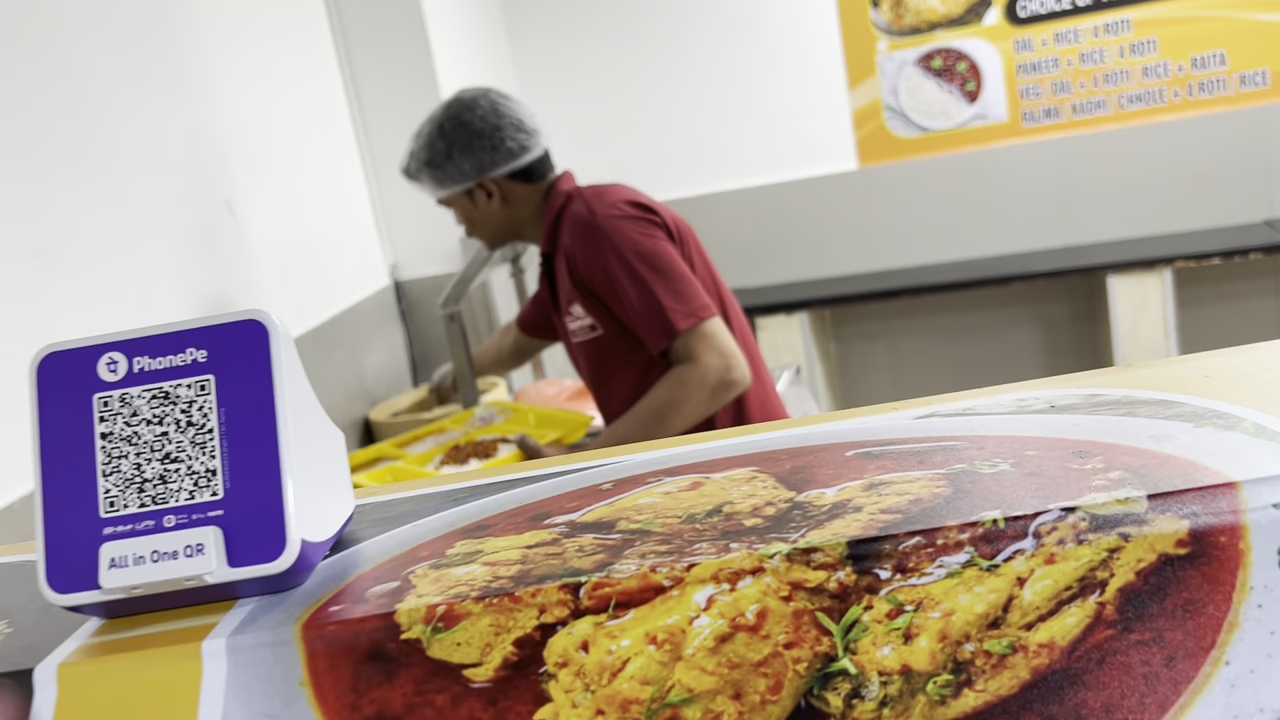 CHOICE OF
DAL + RICE / 4 ROTI
PANEER + RICE / 4 ROTI
VEG / DAL + 4 ROTI / RICE + RAITA
RAJMA / KADHI / CHHOLE + 4 ROTI / RICE
PhonePe
All in One QR